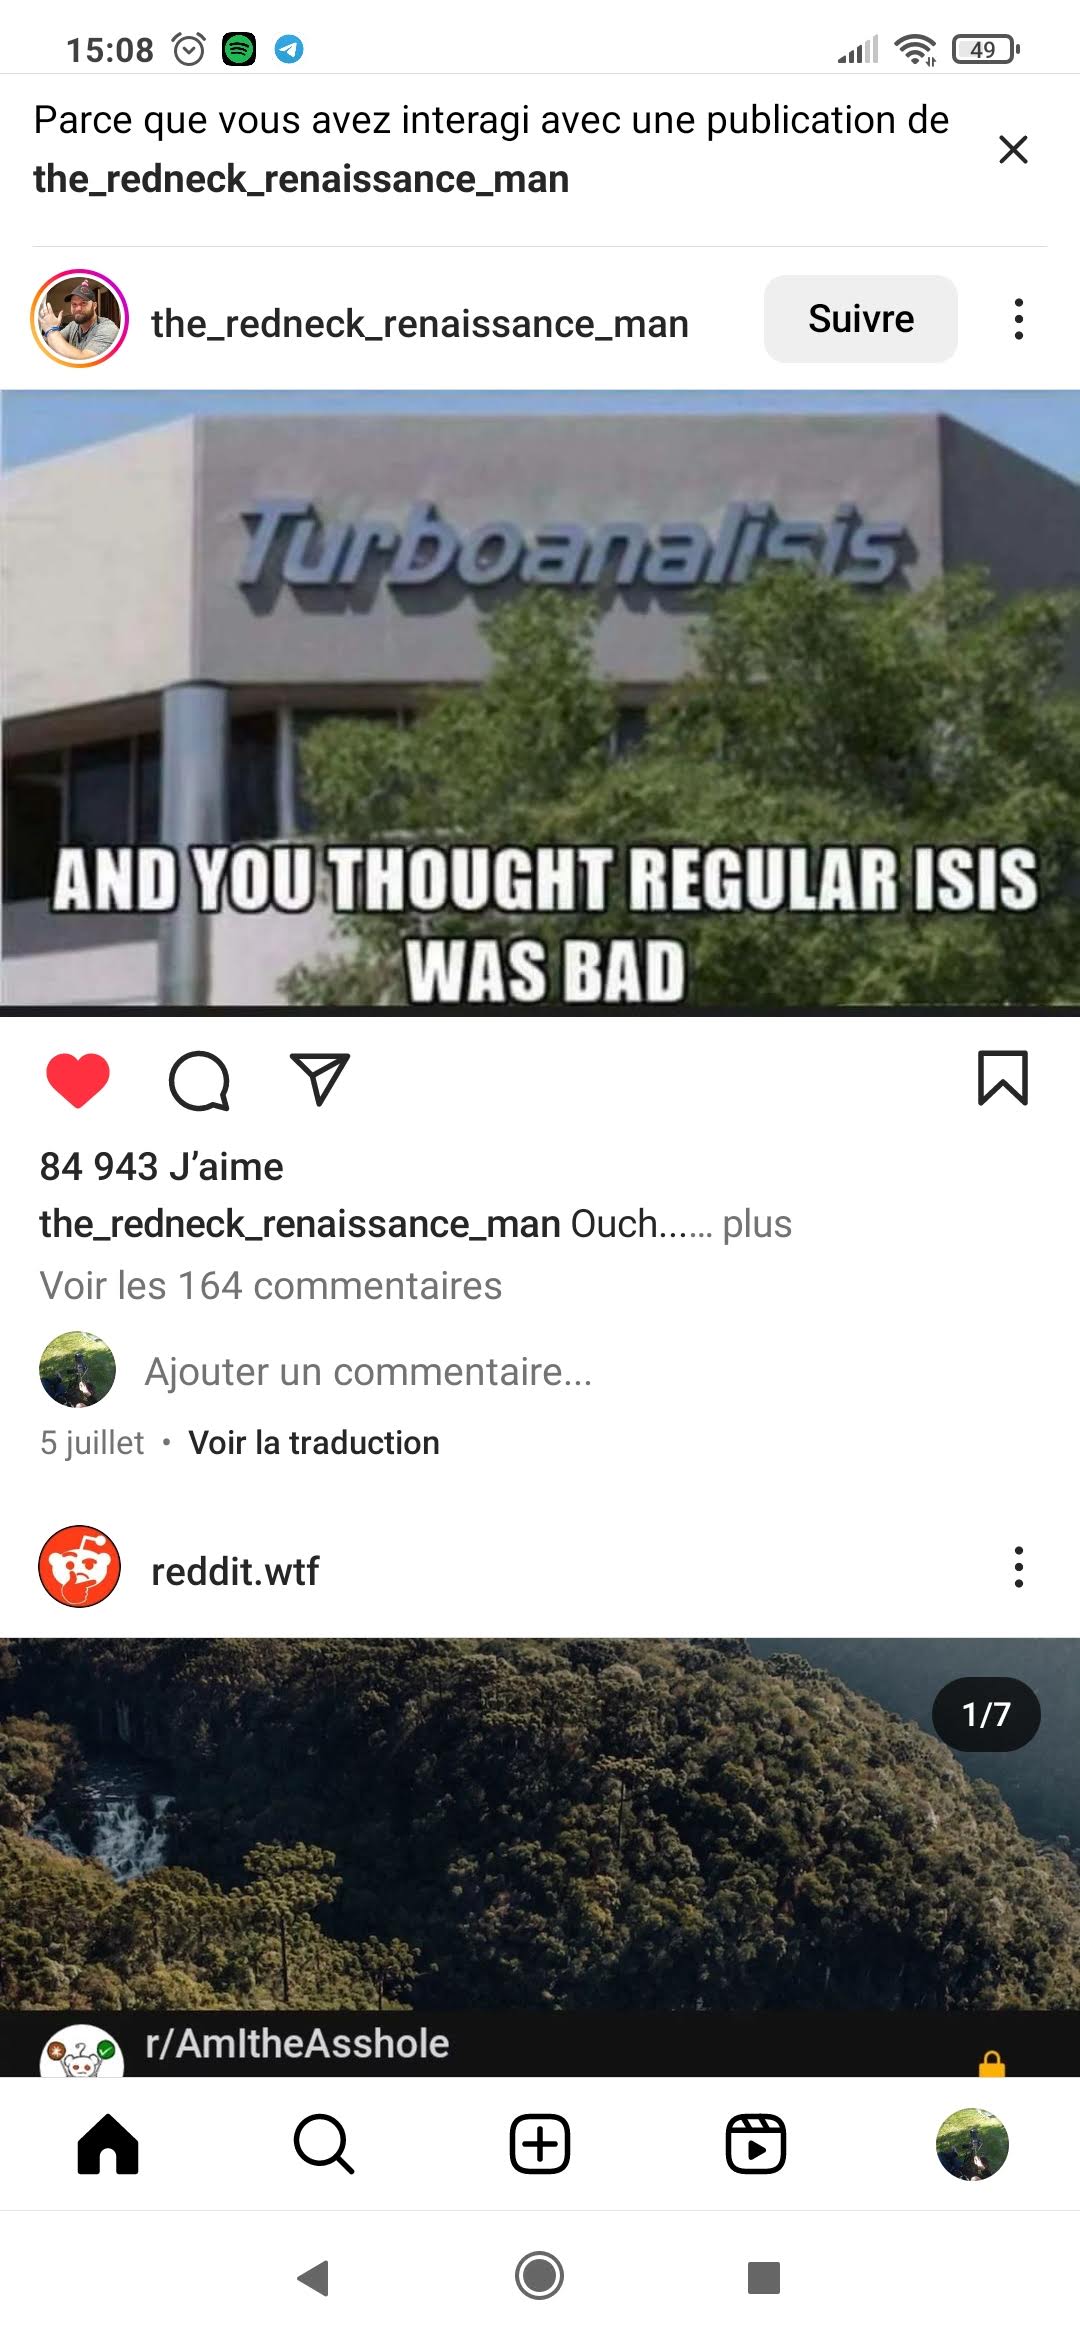 15:08
49
Parce que vous avez interagi avec une publication de
the_redneck_renaissance_man
the_redneck_renaissance_man
Suivre
Turboanalisis
AND YOU THOUGHT REGULAR ISIS
WAS BAD
84 943 J’aime
the_redneck_renaissance_man Ouch...… plus
Voir les 164 commentaires
Ajouter un commentaire...
5 juillet • Voir la traduction
reddit.wtf
1/7
r/AmItheAsshole